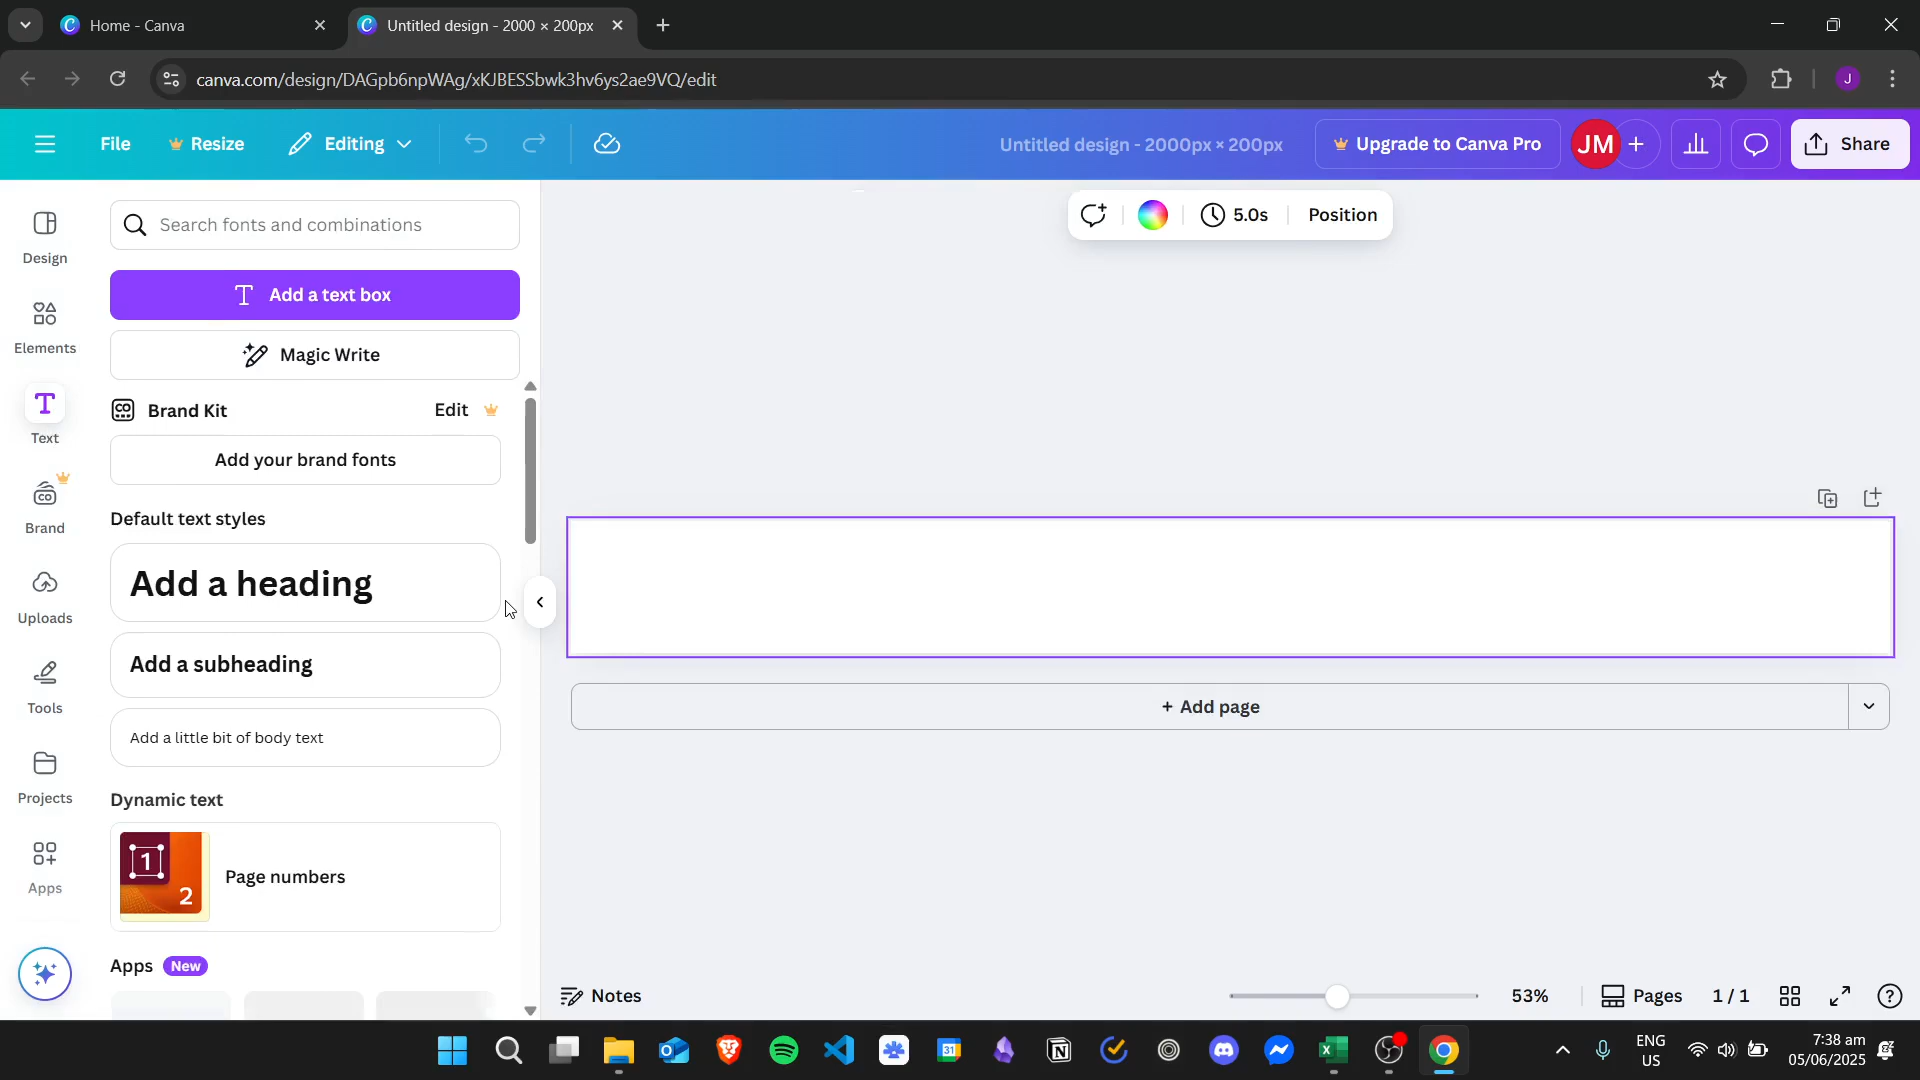 Home - Canva
Untitled design - 2000 × 200px
canva.com/design/DAGpb6npWAg/xKJBESSbwk3hv6ys2ae9VQ/edit
J
File
Resize
Editing
Untitled design - 2000px × 200px
Upgrade to Canva Pro
JM
+
Share
Search fonts and combinations
5.0s
Position
Design
T Add a text box
Elements
Magic Write
Brand Kit
Edit
Text
Add your brand fonts
Brand
Default text styles
Add a heading
Uploads
Add a subheading
Tools
+ Add page
Add a little bit of body text
Projects
Dynamic text
1
2
Page numbers
Apps
Apps
New
Notes
53%
Pages
1 / 1
ENG
US
7:38 am
05/06/2025